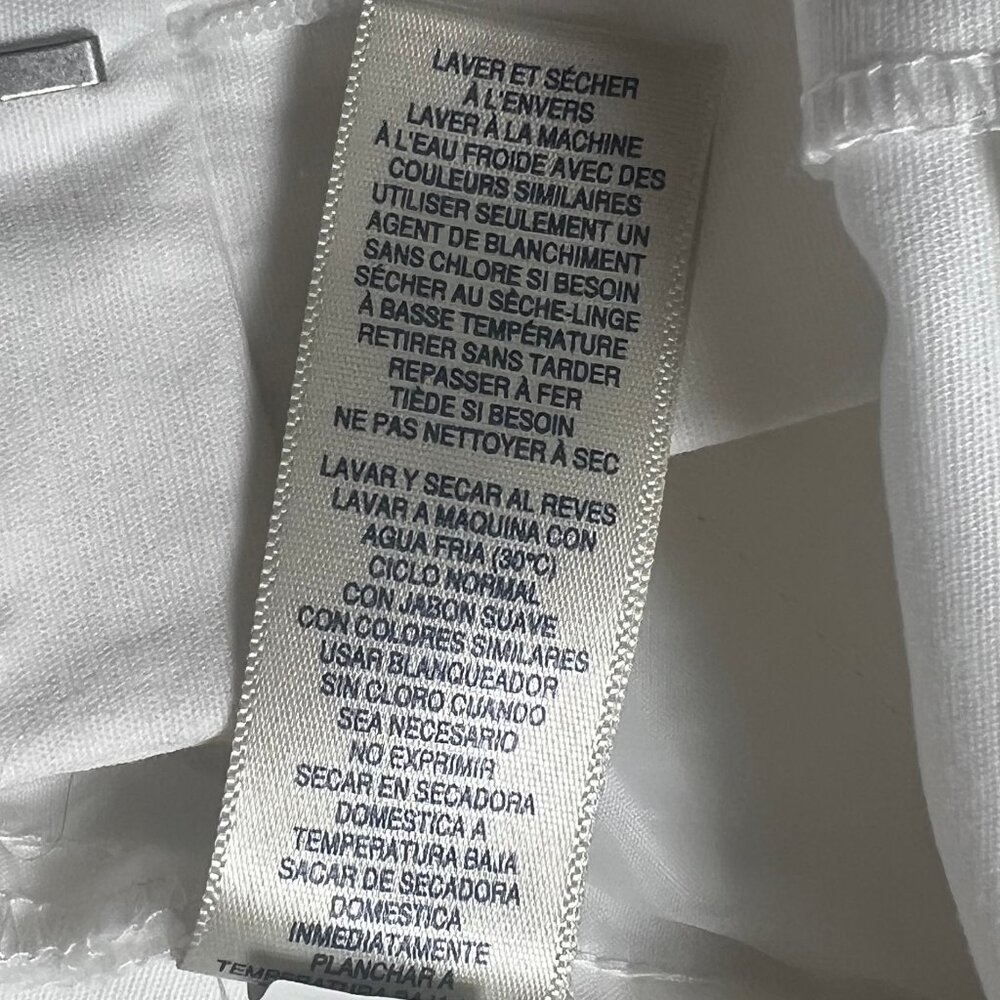 LAVER ET SÉCHER
À L'ENVERS
LAVER À LA MACHINE
À L'EAU FROIDE AVEC DES
COULEURS SIMILAIRES
UTILISER SEULEMENT UN
AGENT DE BLANCHIMENT
SANS CHLORE SI BESOIN
SÉCHER AU SÈCHE-LINGE
À BASSE TEMPÉRATURE
RETIRER SANS TARDER
REPASSER À FER
TIÈDE SI BESOIN
NE PAS NETTOYER À SEC
LAVAR Y SECAR AL REVES
LAVAR A MAQUINA CON
AGUA FRIA (30°C)
CICLO NORMAL
CON JABON SUAVE
CON COLORES SIMILARES
USAR BLANQUEADOR
SIN CLORO CUANDO
SEA NECESARIO
NO EXPRIMIR
SECAR EN SECADORA
DOMESTICA A
TEMPERATURA BAJA
SACAR DE SECADORA
DOMESTICA
INMEDIATAMENTE
PLANCHAR A
TEMPERATURA BAJA